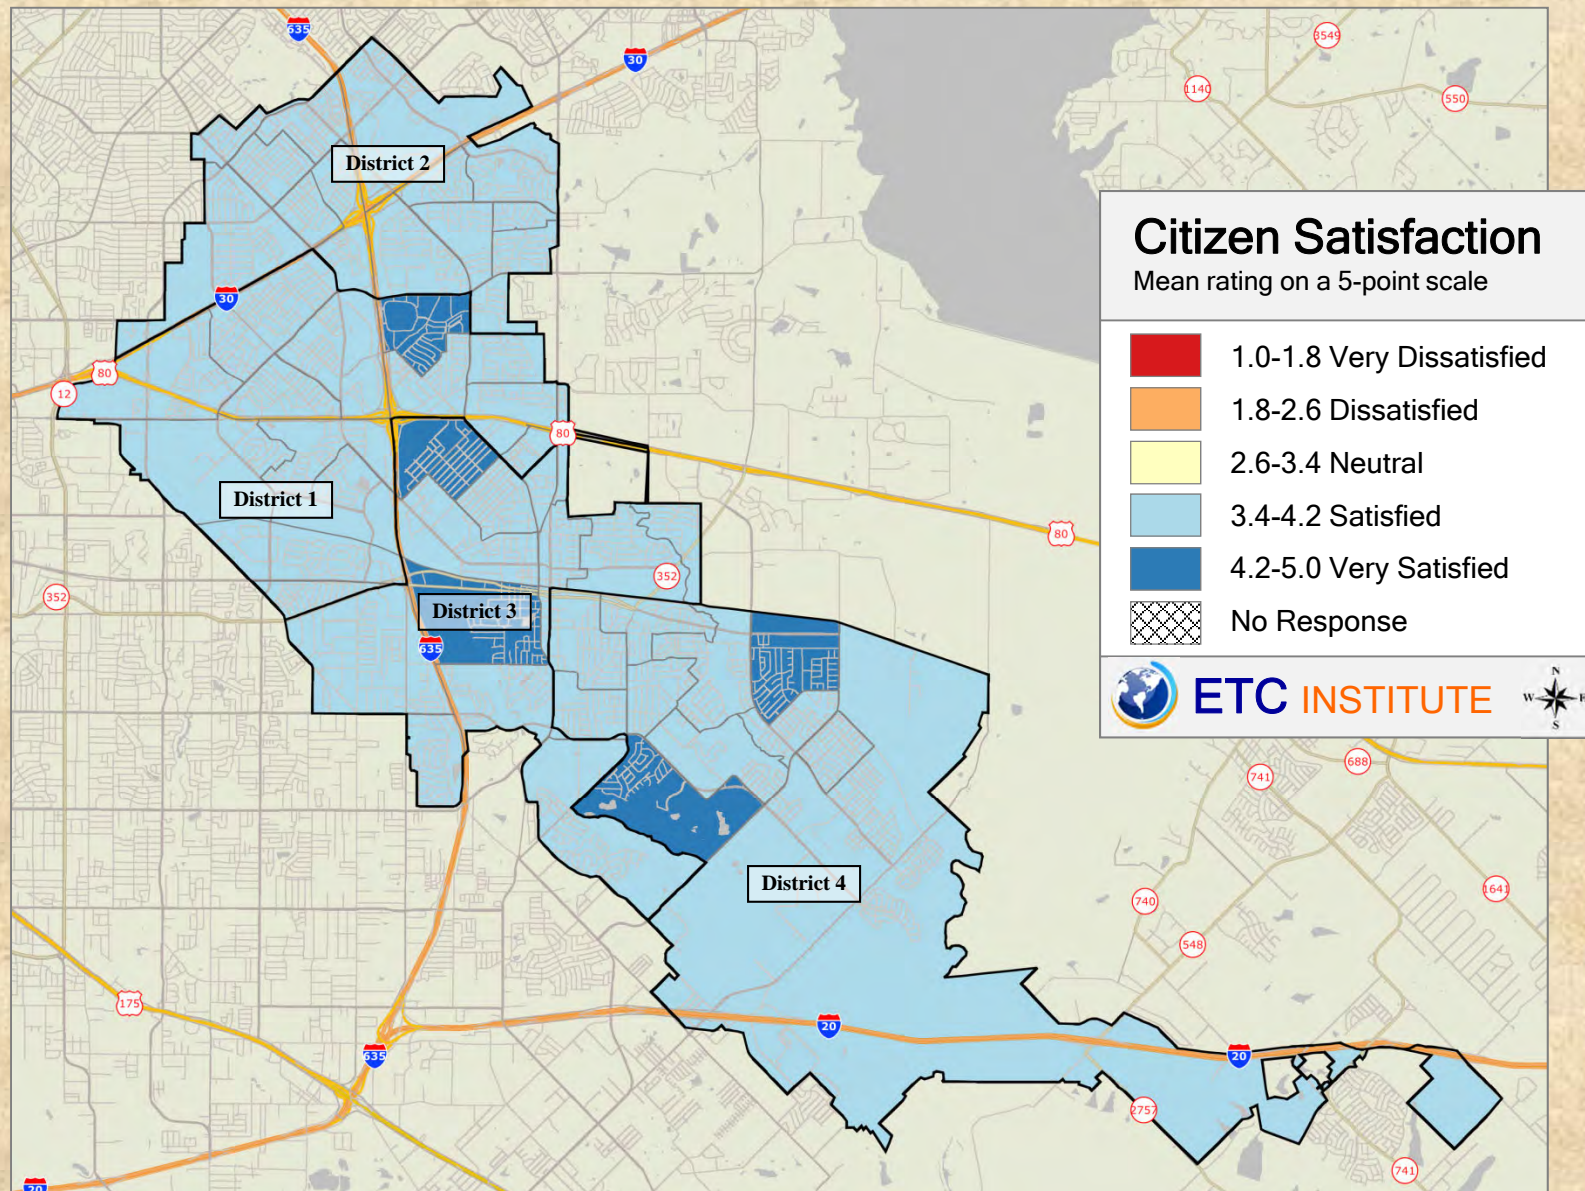 635
30
3549
1140
550
District 2
Citizen Satisfaction
Mean rating on a 5-point scale
30
1.0-1.8 Very Dissatisfied
80
12
1.8-2.6 Dissatisfied
80
2.6-3.4 Neutral
District 1
3.4-4.2 Satisfied
80
352
352
4.2-5.0 Very Satisfied
District 3
No Response
635
ETC INSTITUTE
N
W E
S
688
741
District 4
1641
740
548
175
20
635
20
2757
741
20